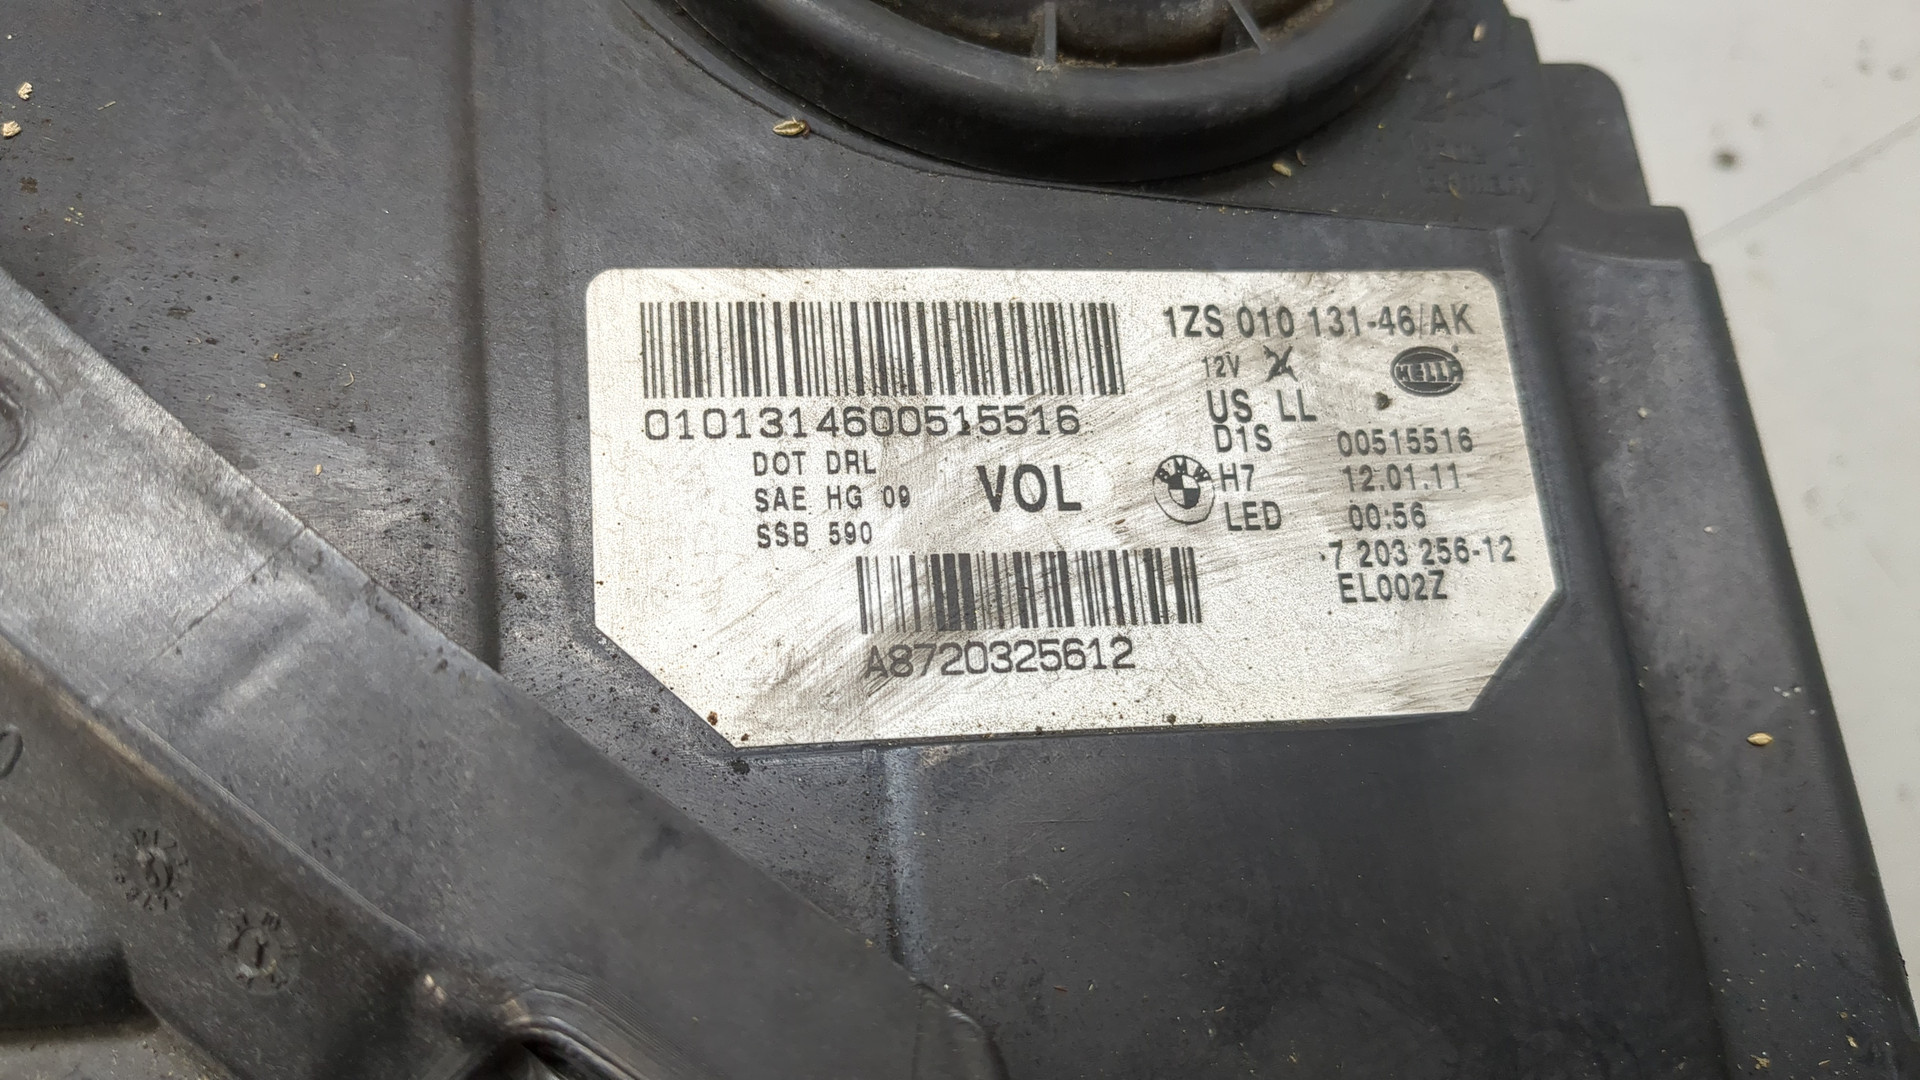 1ZS 010 131-46/AK
12V
HELLA
0101314600515516
US LL
D1S 00515516
DOT DRL
SAE HG 09
SSB 590
VOL
BMW
H7 12.01.11
LED 00:56
7 203 256-12
EL002Z
A8720325612